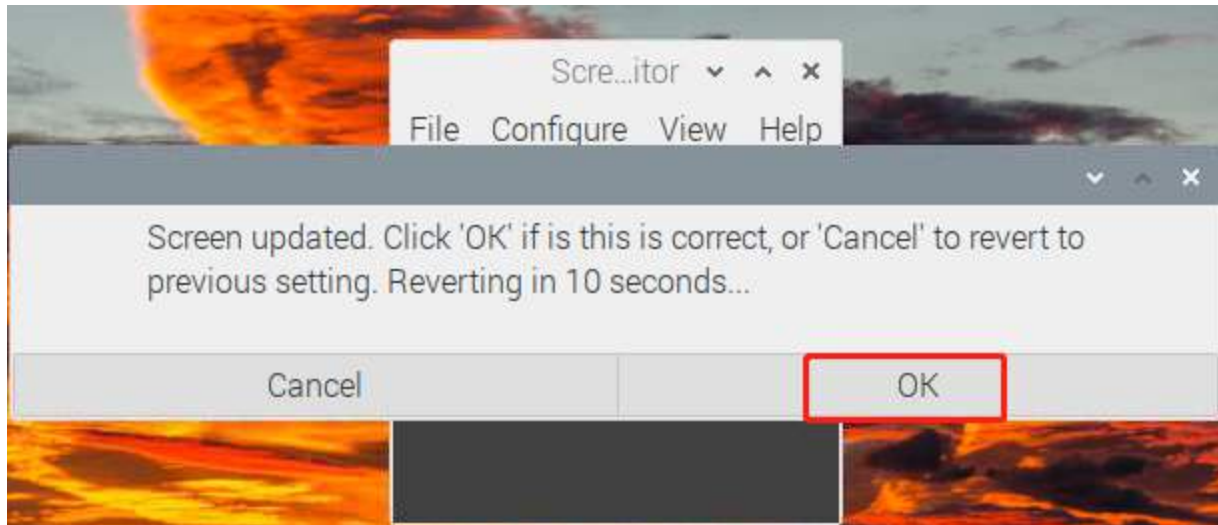 Scre...itor
File Configure View Help
Screen updated. Click 'OK' if is this is correct, or 'Cancel' to revert to
previous setting. Reverting in 10 seconds...
Cancel OK